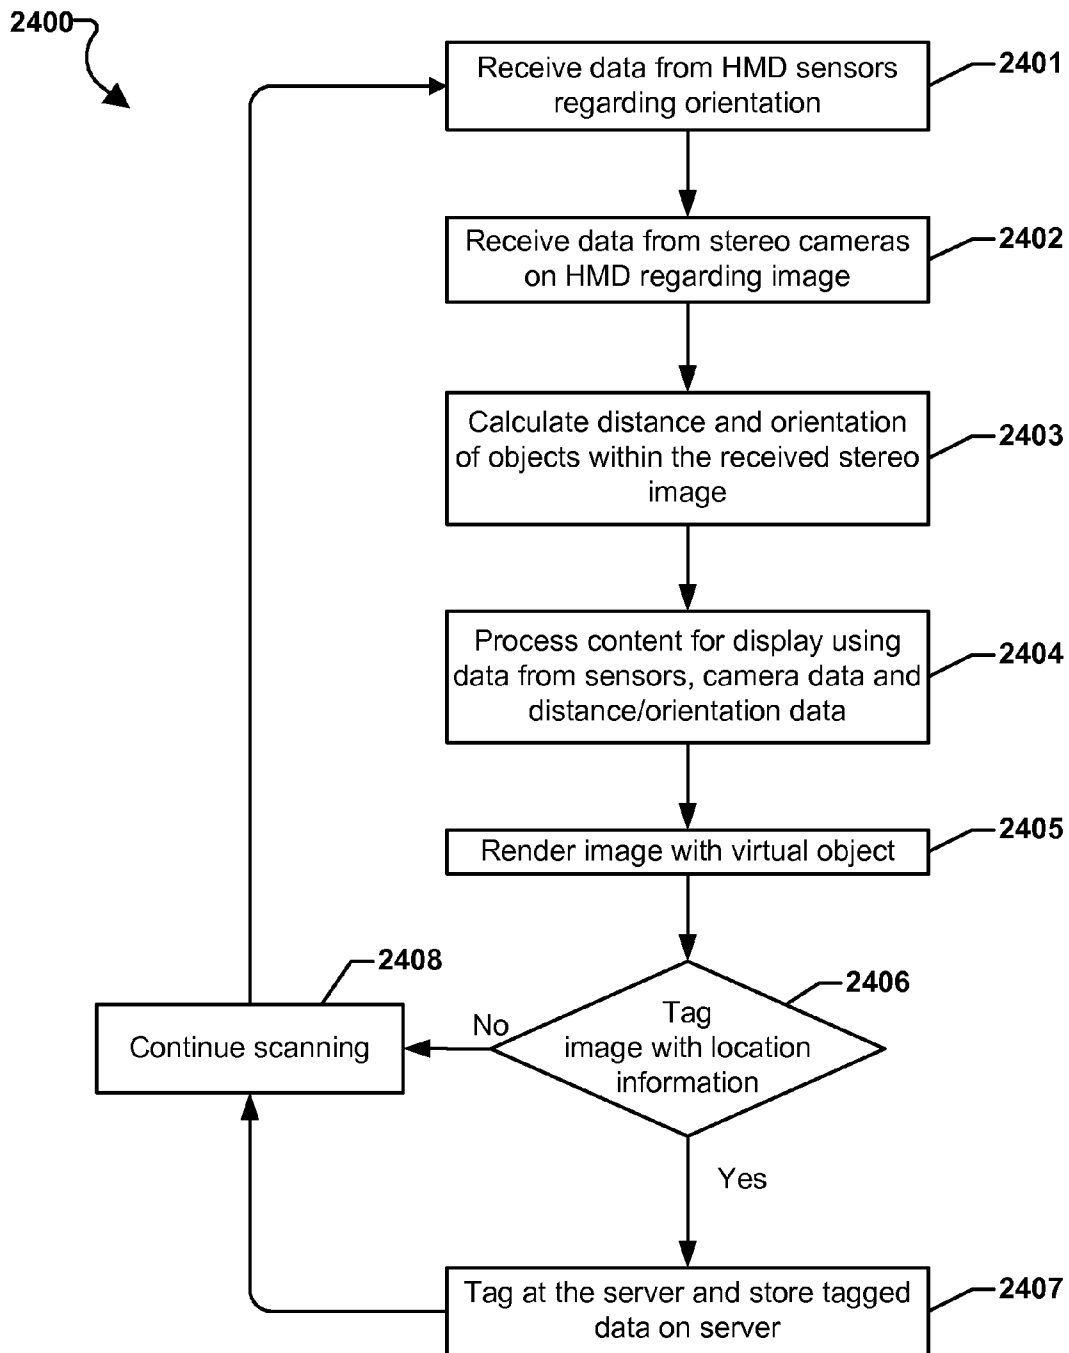 2400
Receive data from HMD sensors
regarding orientation
2401
Receive data from stereo cameras
on HMD regarding image
2402
Calculate distance and orientation
of objects within the received stereo
image
2403
Process content for display using
data from sensors, camera data and
distance/orientation data
2404
Render image with virtual object
2405
Tag
image with location
information
2406
No
Continue scanning
2408
Yes
Tag at the server and store tagged
data on server
2407